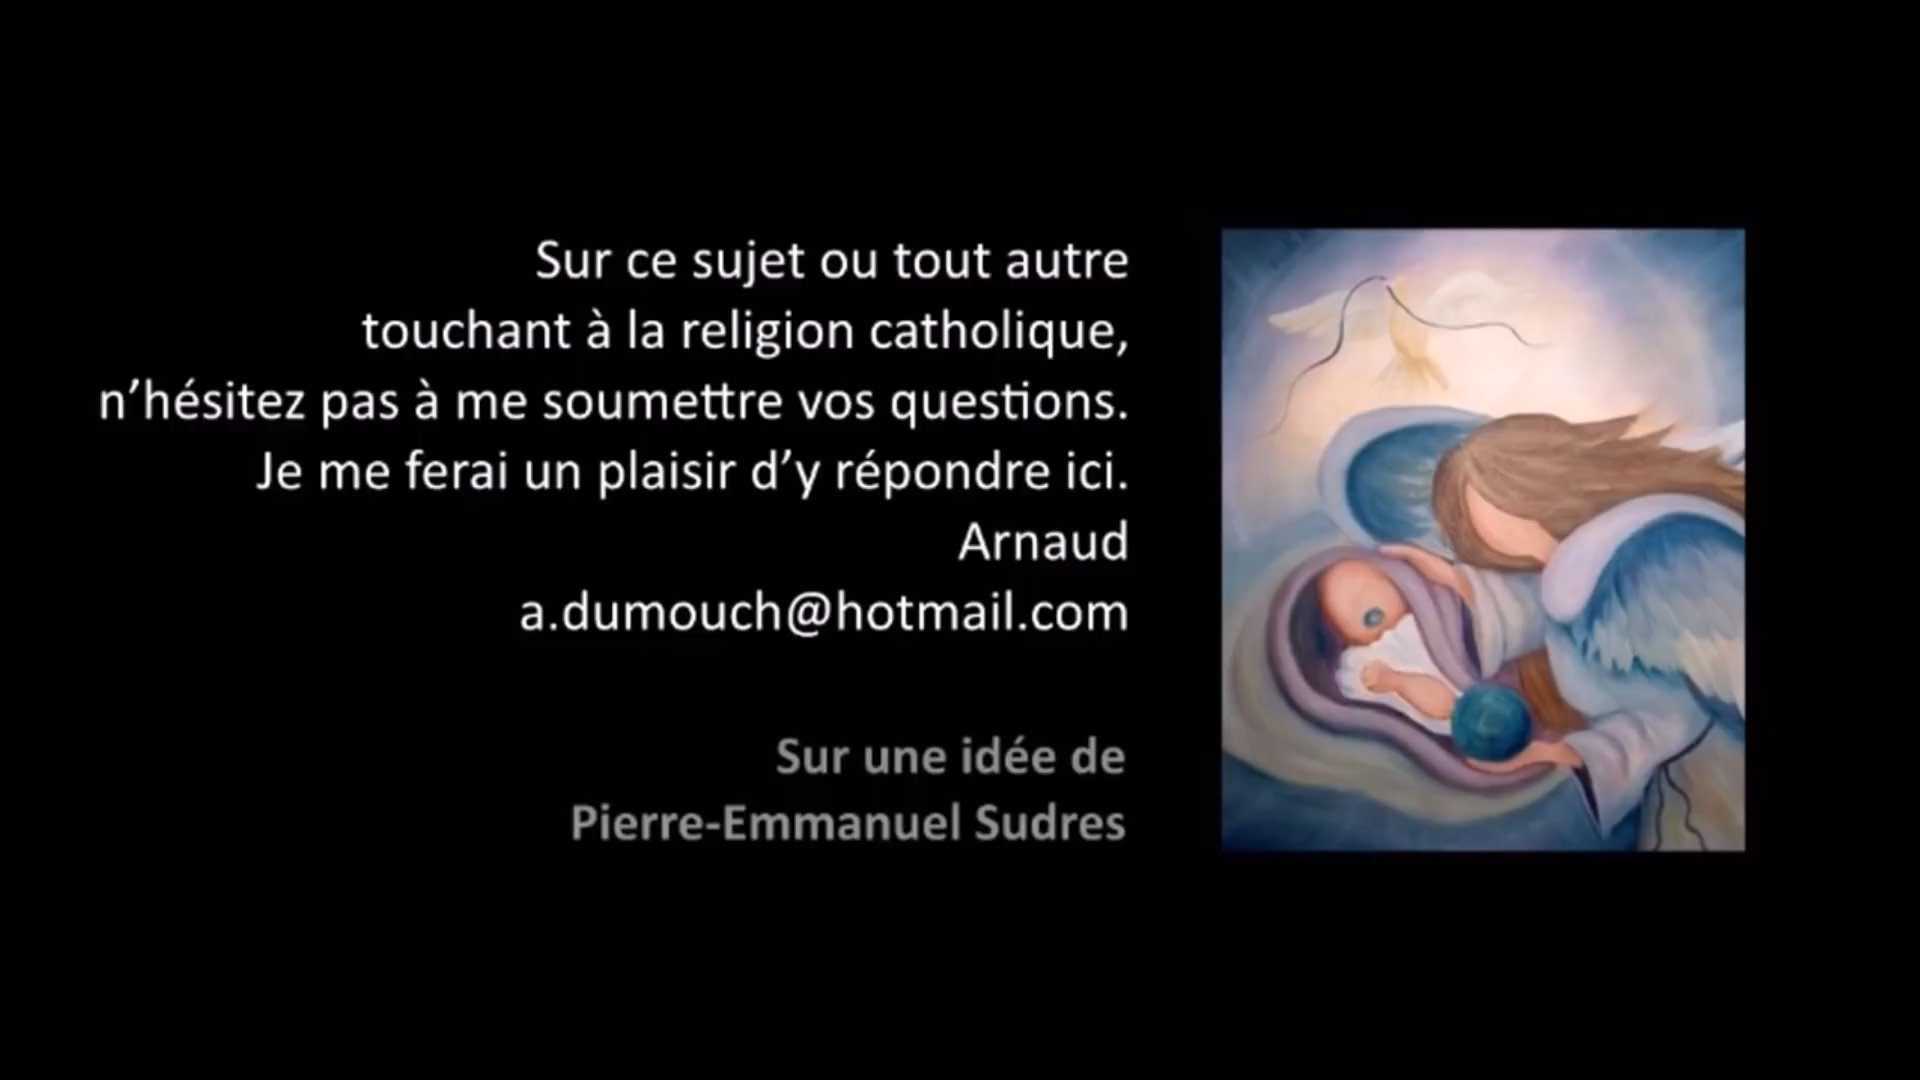 Sur ce sujet ou tout autre
touchant à la religion catholique,
n’hésitez pas à me soumettre vos questions.
Je me ferai un plaisir d’y répondre ici.
Arnaud
a.dumouch@hotmail.com
Sur une idée de
Pierre-Emmanuel Sudres